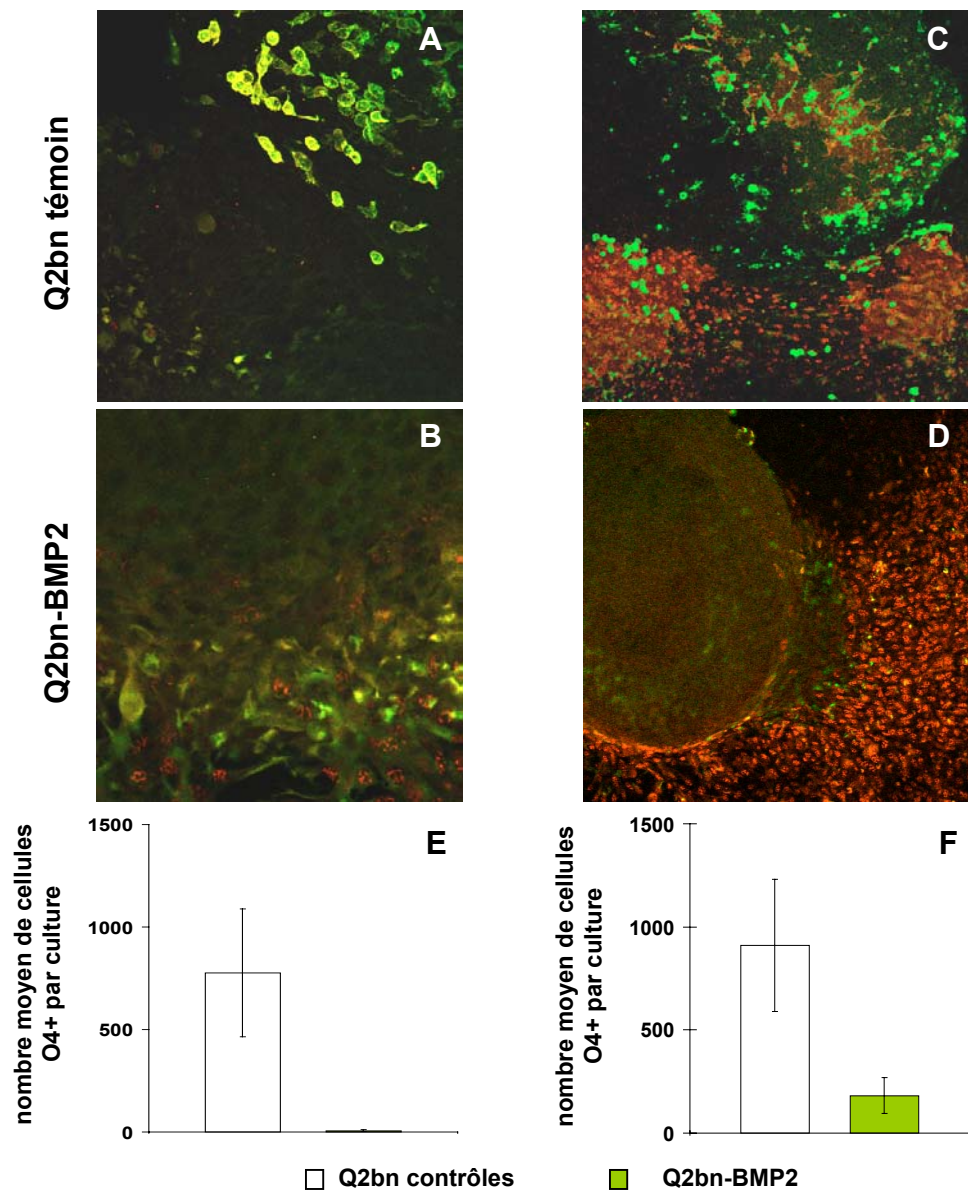 A
C
Q2bn témoin
B
D
Q2bn-BMP2
1500
1000
500
0
nombre moyen de cellules
O4+ par culture
E
1500
1000
500
0
nombre moyen de cellules
O4+ par culture
F
Q2bn contrôles
Q2bn-BMP2